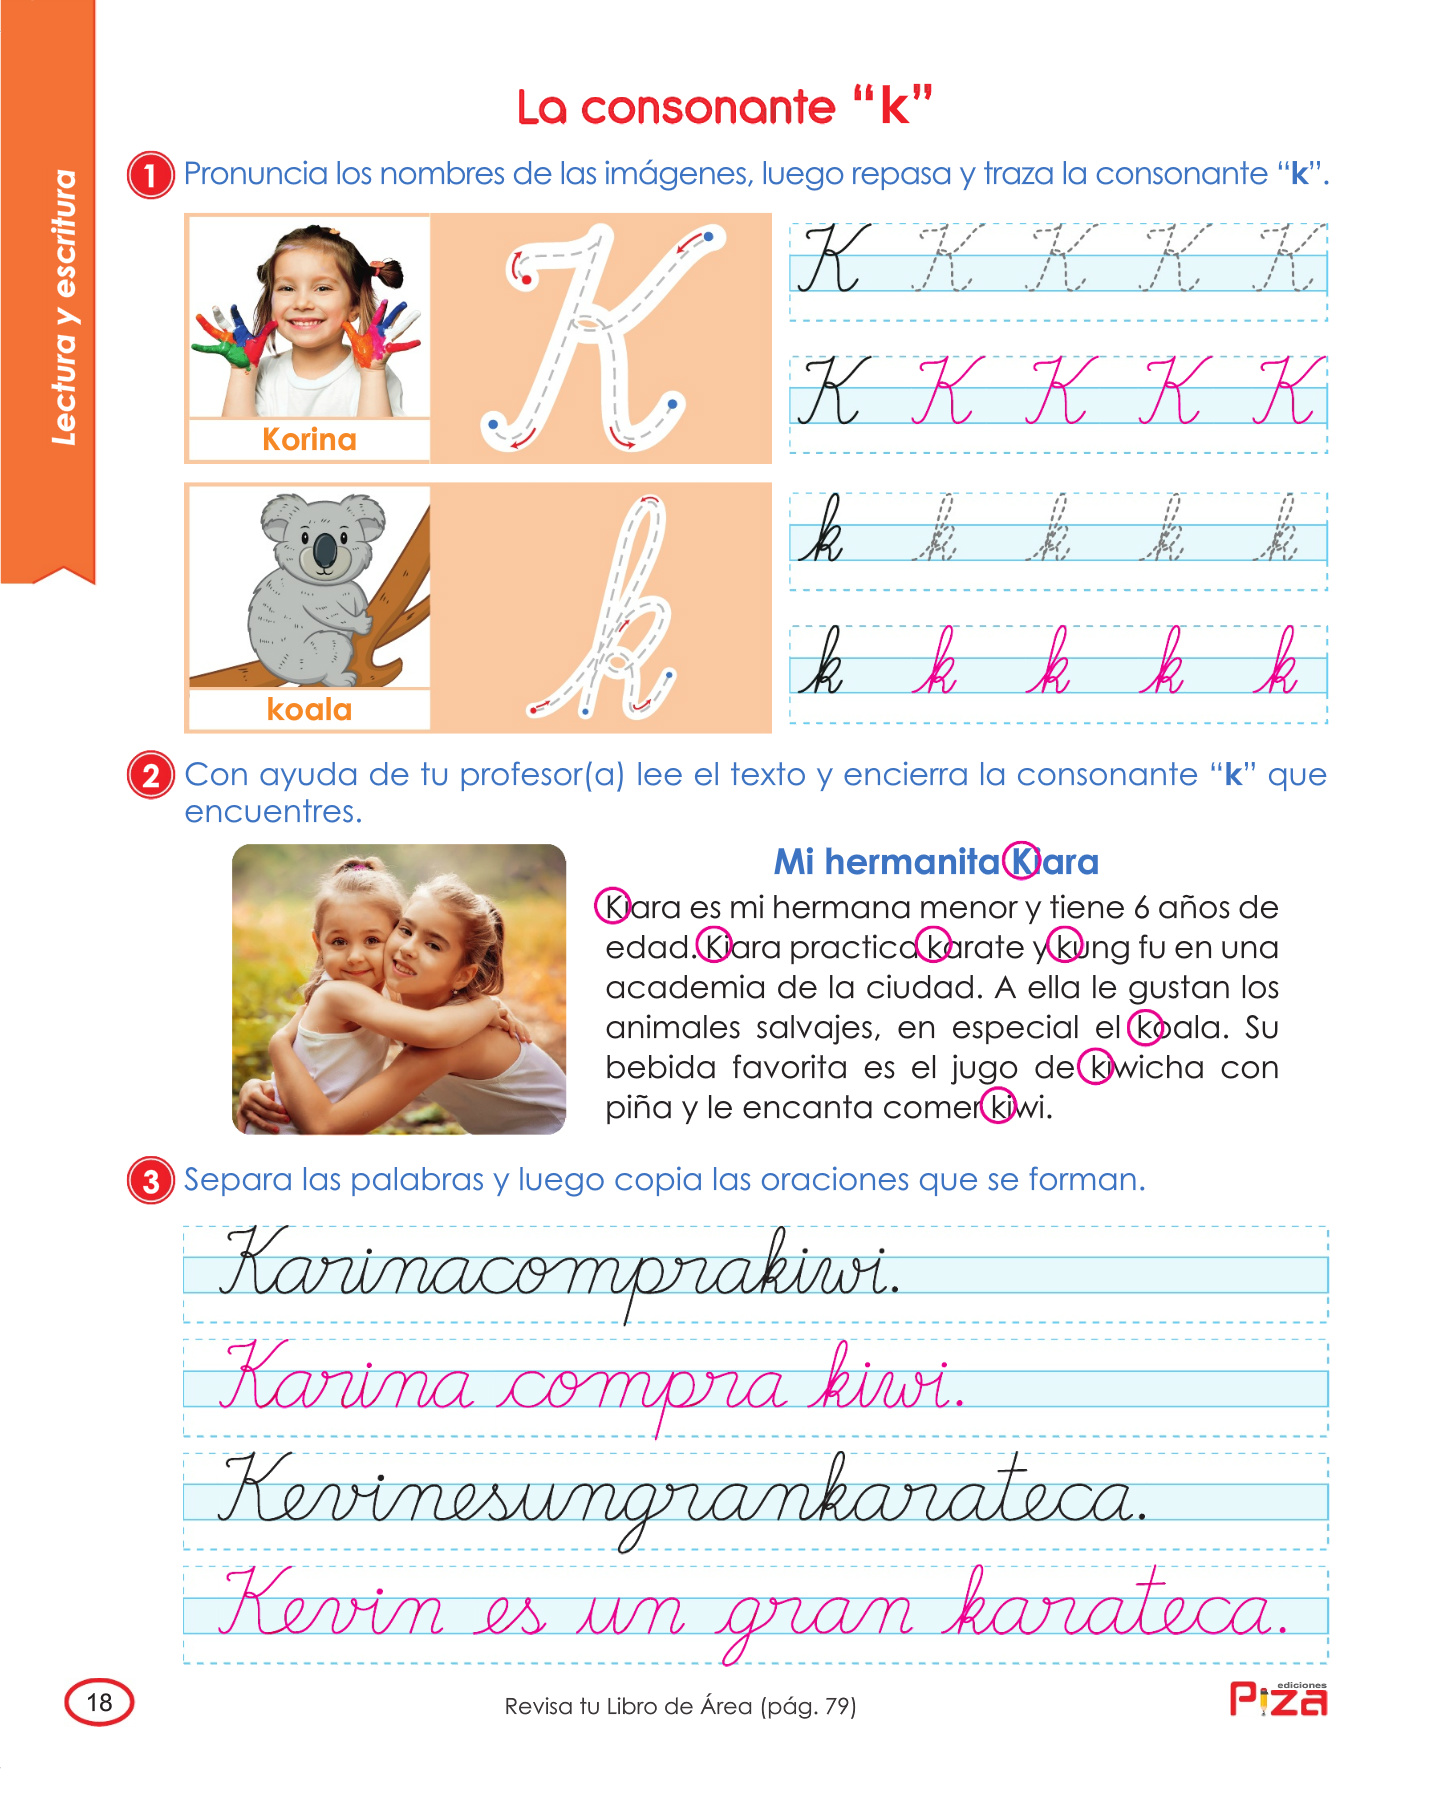 Lectura y escritura
La consonante “k”
1 Pronuncia los nombres de las imágenes, luego repasa y traza la consonante “k”.
Korina
K
K K K K K
K K K K K
koala
k
k k k k k
k k k k k
2 Con ayuda de tu profesor(a) lee el texto y encierra la consonante “k” que
encuentres.
Mi hermanita Kiara
Kiara es mi hermana menor y tiene 6 años de
edad. Kiara practica karate y kung fu en una
academia de la ciudad. A ella le gustan los
animales salvajes, en especial el koala. Su
bebida favorita es el jugo de kiwicha con
piña y le encanta comer kiwi.
3 Separa las palabras y luego copia las oraciones que se forman.
Karinacomprakiwi.
Karina compra kiwi.
Kevinesungrankarateca.
Kevin es un gran karateca.
18
Revisa tu Libro de Área (pág. 79)
ediciones
Piza